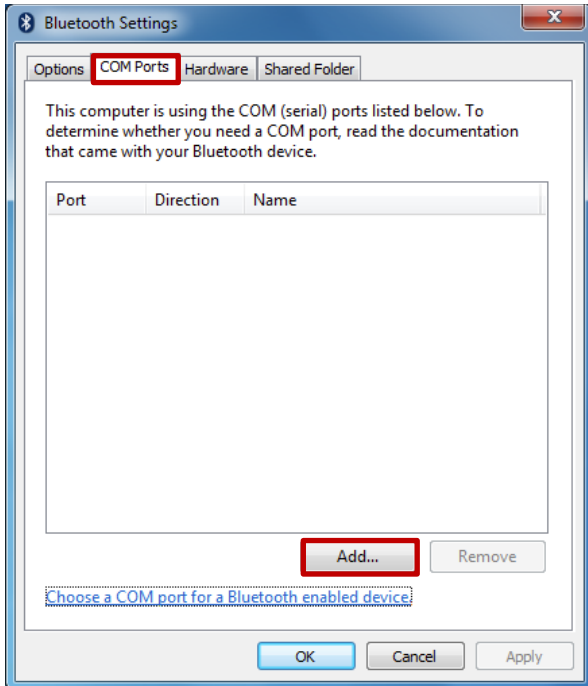 Bluetooth Settings
Options COM Ports Hardware Shared Folder
This computer is using the COM (serial) ports listed below. To
determine whether you need a COM port, read the documentation
that came with your Bluetooth device.
Port Direction Name
Add... Remove
Choose a COM port for a Bluetooth enabled device.
OK Cancel Apply